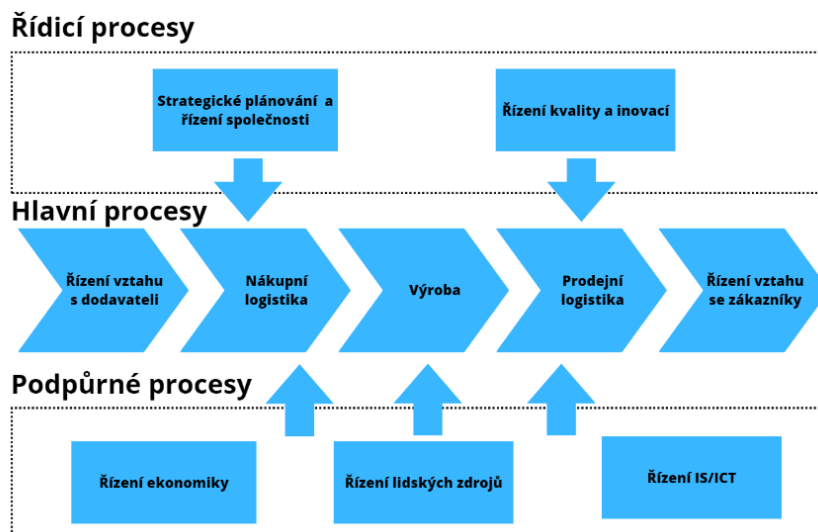 Řídicí procesy
Strategické plánování a
řízení společnosti
Řízení kvality a inovací
Hlavní procesy
Řízení vztahu
s dodavateli
Nákupní
logistika
Výroba
Prodejní
logistika
Řízení vztahu
se zákazníky
Podpůrné procesy
Řízení ekonomiky
Řízení lidských zdrojů
Řízení IS/ICT